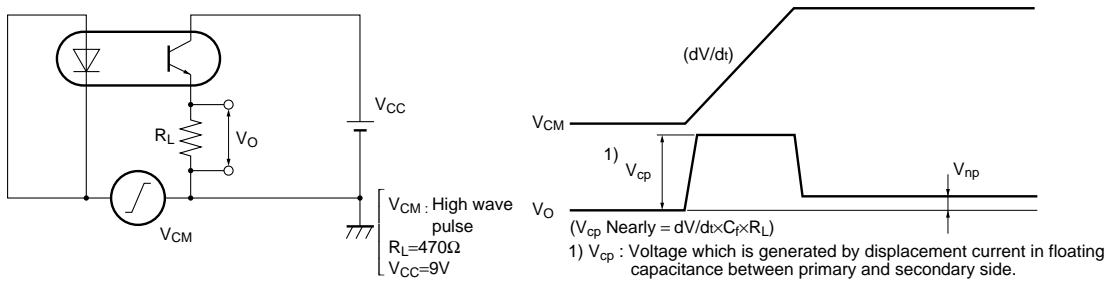 V_CC
R_L
V_O
V_CM
V_CM : High wave
pulse
R_L=470Ω
V_CC=9V
(dV/dt)
V_CM
1)
V_cp
V_np
V_O
(V_cp Nearly = dV/dt×C_f×R_L)
1) V_cp : Voltage which is generated by displacement current in floating
capacitance between primary and secondary side.